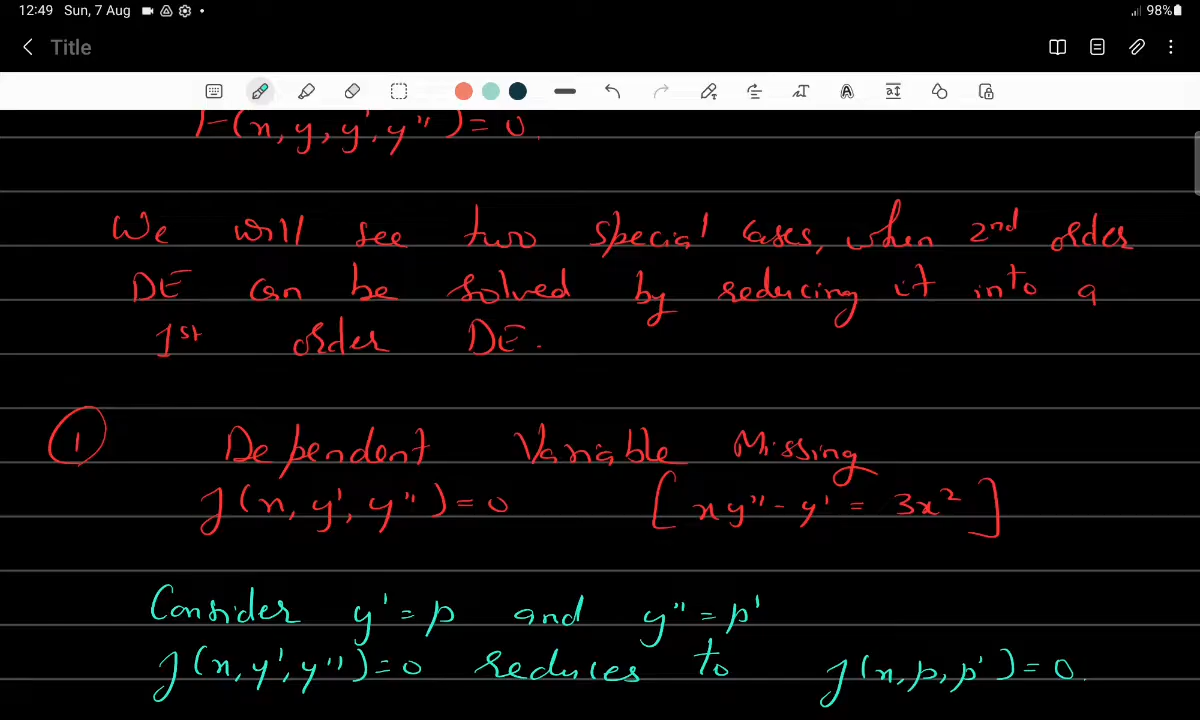 12:49 Sun, 7 Aug 98%
Title
F(x, y, y', y'') = 0.
We will see two special cases, when 2nd order
DE can be solved by reducing it into a
1st order DE.
① Dependent Variable Missing
f(x, y', y'') = 0 [xy'' - y' = 3x²]
Consider y' = p and y'' = p'
f(x, y', y'') = 0 reduces to f(x, p, p') = 0.